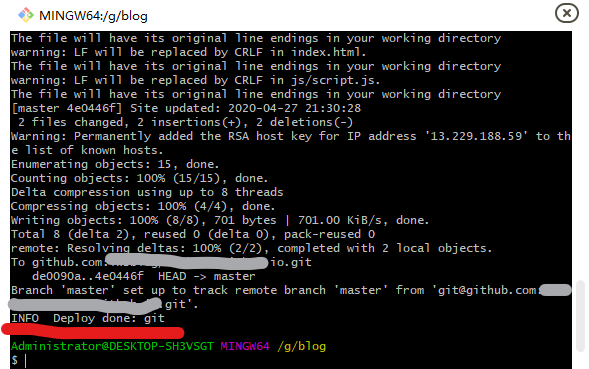 MINGW64:/g/blog
The file will have its original line endings in your working directory
warning: LF will be replaced by CRLF in index.html.
The file will have its original line endings in your working directory
warning: LF will be replaced by CRLF in js/script.js.
The file will have its original line endings in your working directory
[master 4e0446f] Site updated: 2020-04-27 21:30:28
2 files changed, 2 insertions(+), 2 deletions(-)
Warning: Permanently added the RSA host key for IP address '13.229.188.59' to th
e list of known hosts.
Enumerating objects: 15, done.
Counting objects: 100% (15/15), done.
Delta compression using up to 8 threads
Compressing objects: 100% (4/4), done.
Writing objects: 100% (8/8), 701 bytes | 701.00 KiB/s, done.
Total 8 (delta 2), reused 0 (delta 0), pack-reused 0
remote: Resolving deltas: 100% (2/2), completed with 2 local objects.
To github.com: io.git
de0090a..4e0446f HEAD -> master
Branch 'master' set up to track remote branch 'master' from 'git@github.com:
.git'.
INFO Deploy done: git
Administrator@DESKTOP-SH3VSGT MINGW64 /g/blog
$